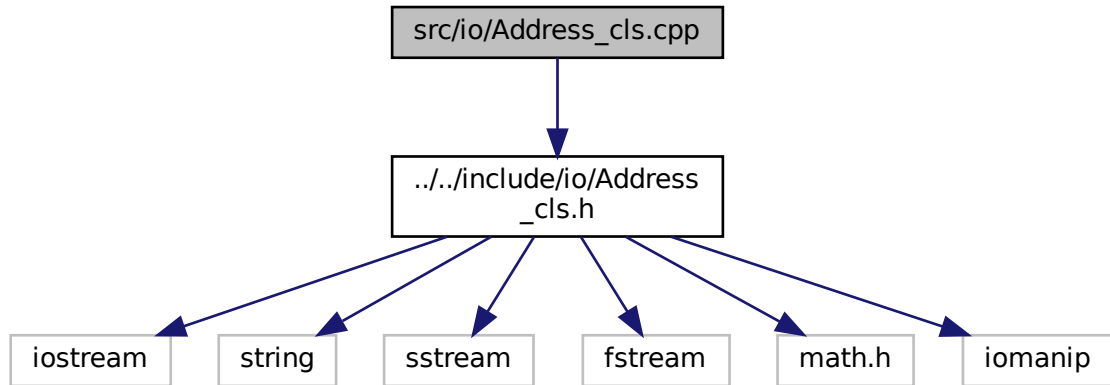 src/io/Address_cls.cpp
../../include/io/Address
_cls.h
iostream
string
sstream
fstream
math.h
iomanip